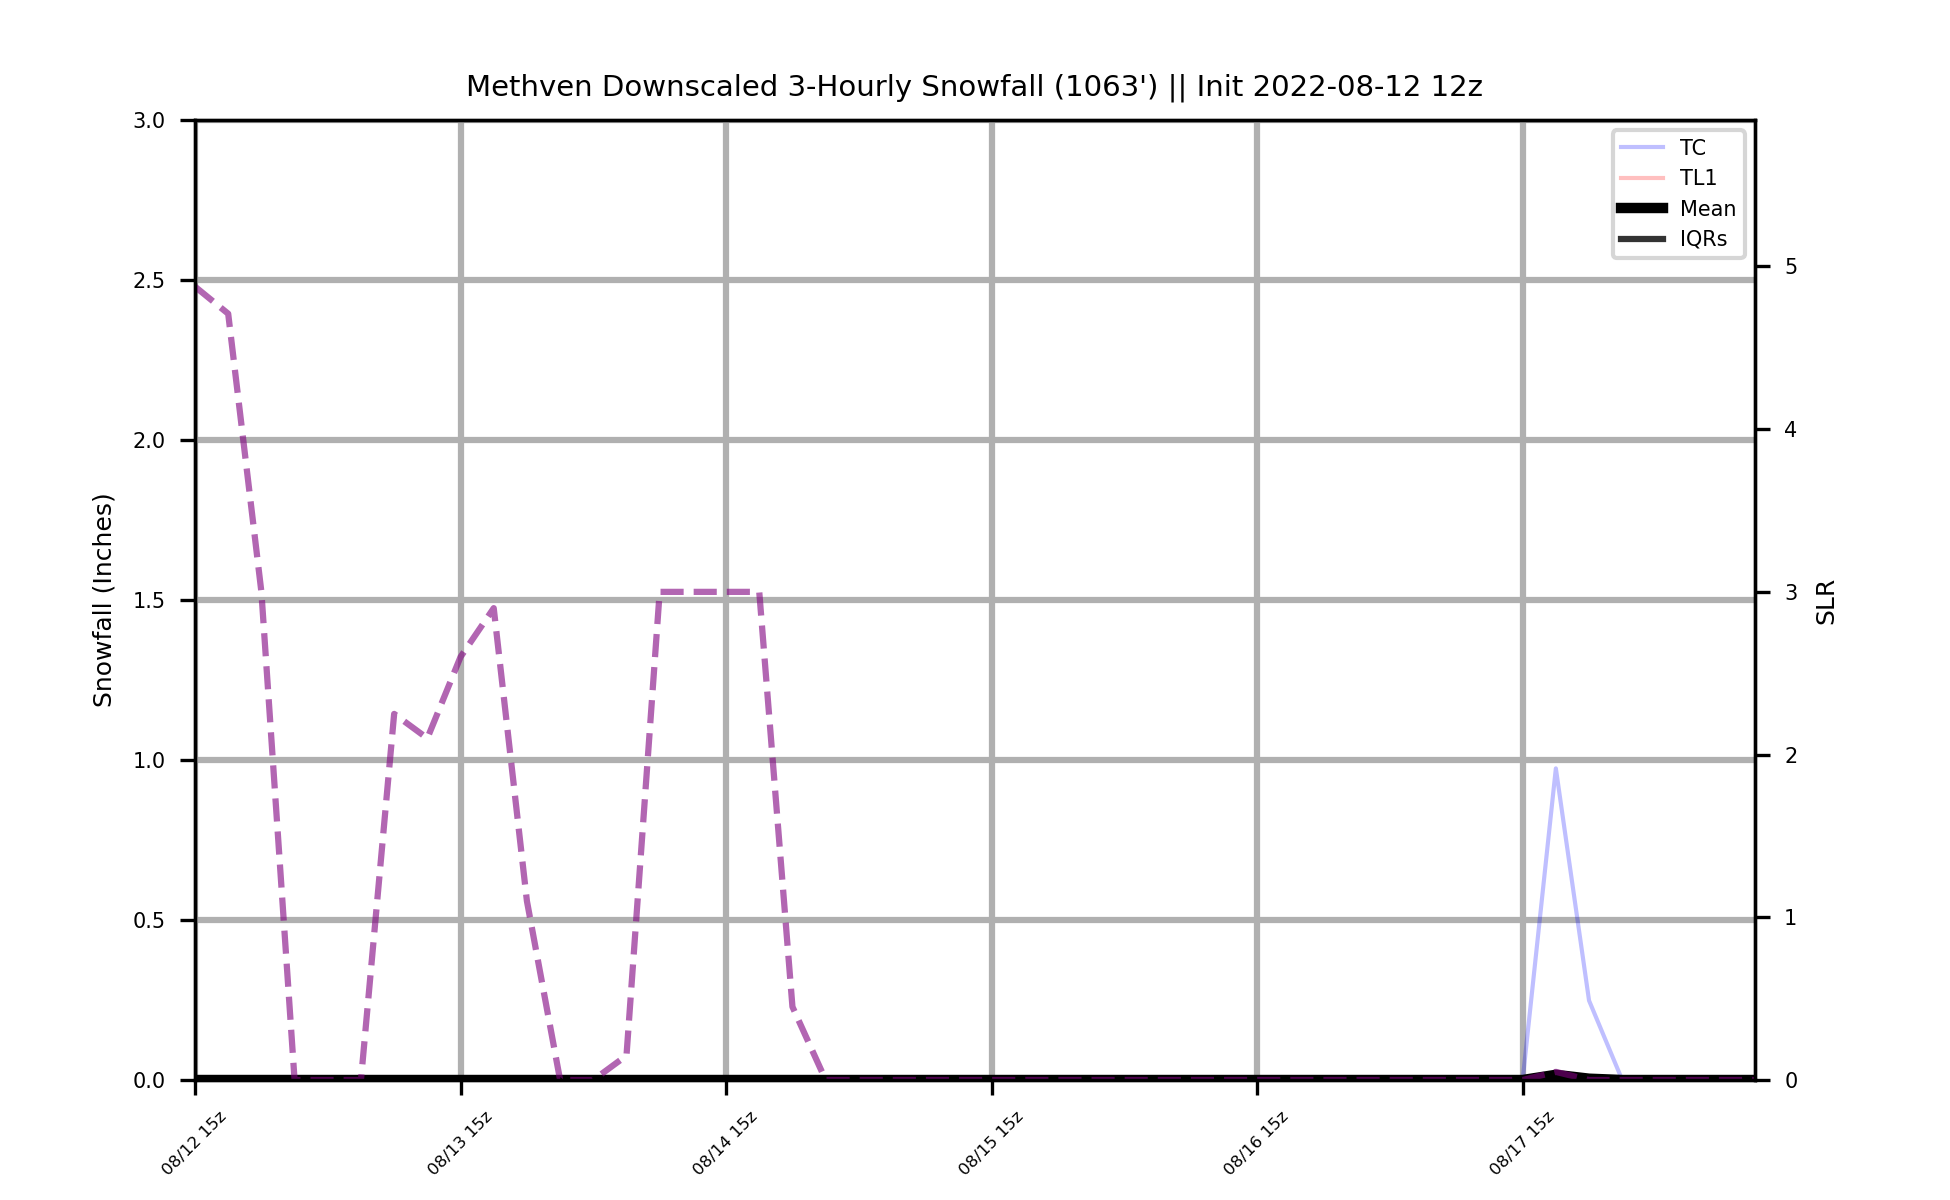 Methven Downscaled 3-Hourly Snowfall (1063') || Init 2022-08-12 12z
3.0
2.5
2.0
1.5
1.0
0.5
0.0
Snowfall (Inches)
TC
TL1
Mean
IQRs
5
4
3
2
1
0
SLR
08/12 15z
08/13 15z
08/14 15z
08/15 15z
08/16 15z
08/17 15z